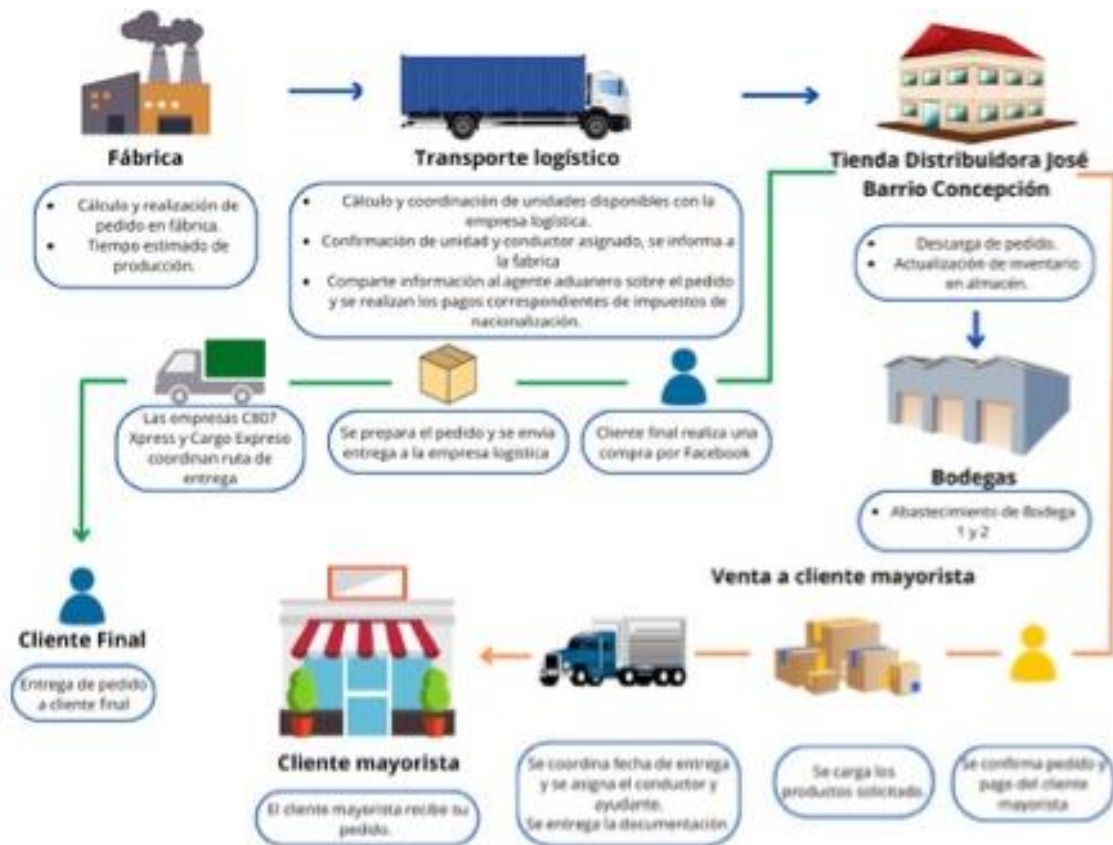 Fábrica
Cálculo y realización de
pedido en fábrica.
Tiempo estimado de
producción.
Transporte logístico
Cálculo y coordinación de unidades disponibles con la
empresa logística.
Confirmación de unidad y conductor asignado, se informa a
la fabrica
Comparte información al agente aduanero sobre el pedido
y se realizan los pagos correspondientes de impuestos de
nacionalización.
Tienda Distribuidora José
Barrio Concepción
Descarga de pedido.
Actualización de inventario
en almacén.
Las empresas C807
Xpress y Cargo Expreso
coordinan ruta de
entrega
Se prepara el pedido y se envia
entrega a la empresa logística
Cliente final realiza una
compra por Facebook
Bodegas
Abastecimiento de Bodega
1 y 2
Cliente Final
Entrega de pedido
a cliente final
Venta a cliente mayorista
Cliente mayorista
El cliente mayorista recibe su
pedido.
Se coordina fecha de entrega
y se asigna el conductor y
ayudante.
Se entrega la documentación
Se carga los
productos solicitado.
Se confirma pedido y
pago del cliente
mayorista